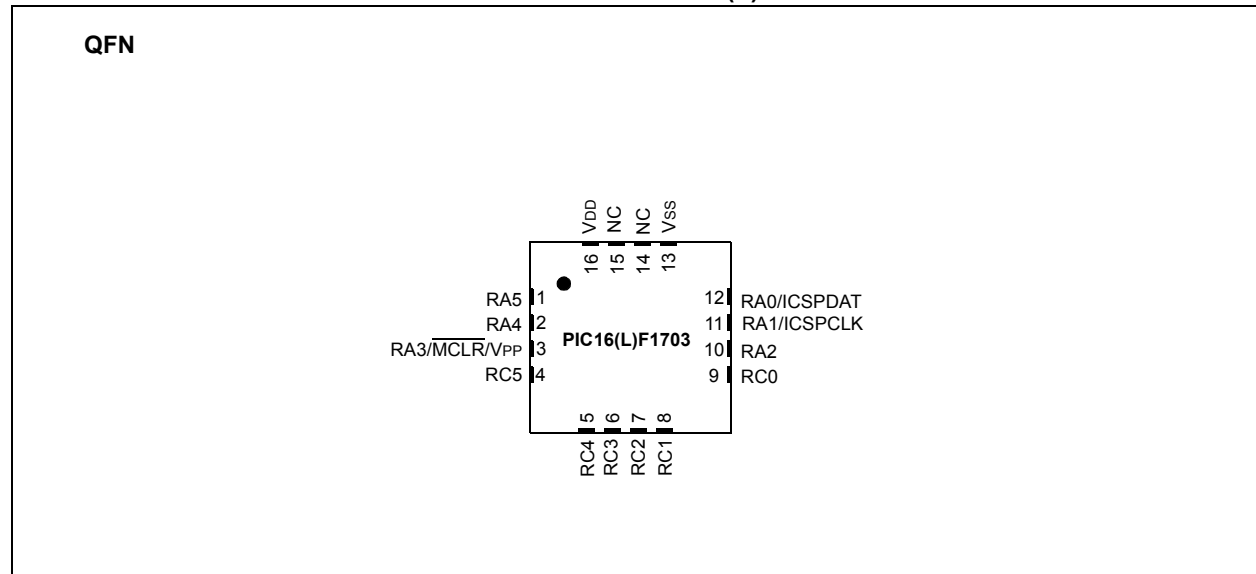 QFN
VDD
NC
NC
VSS
16
15
14
13
RA5 1
RA4 2
RA3/MCLR/VPP 3
RC5 4
PIC16(L)F1703
12 RA0/ICSPDAT
11 RA1/ICSPCLK
10 RA2
9 RC0
5
6
7
8
RC4
RC3
RC2
RC1